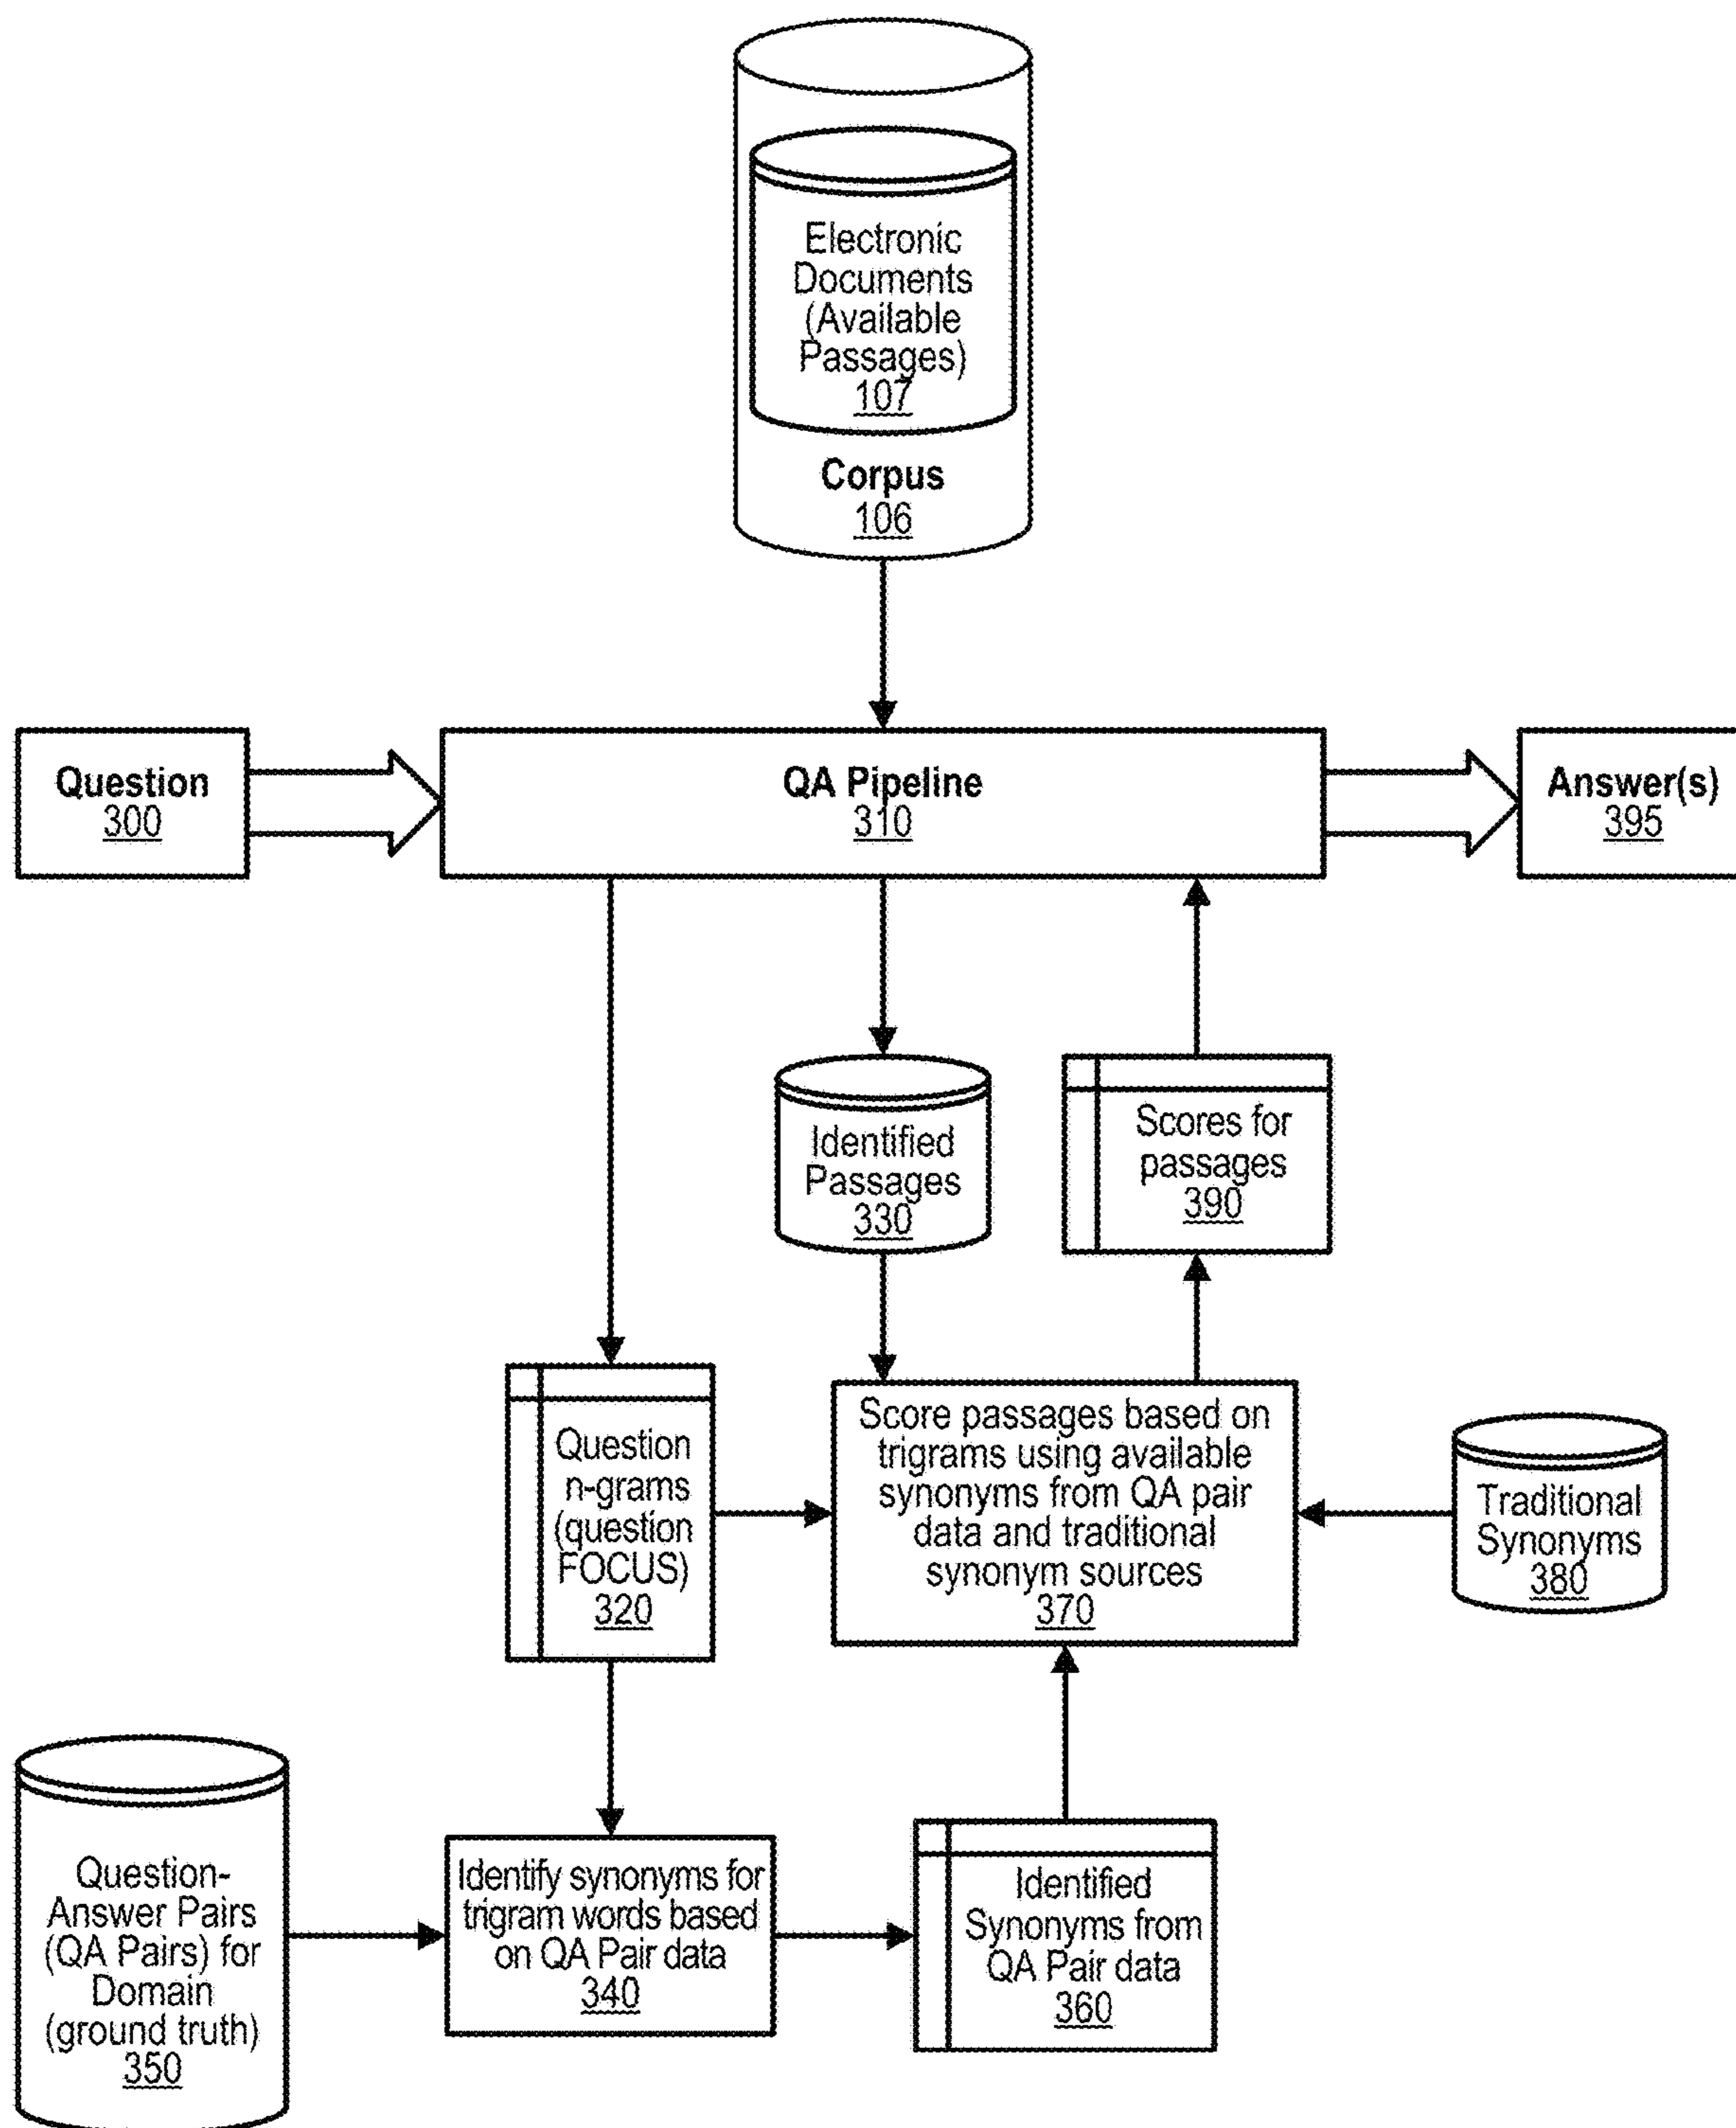 Electronic
Documents
(Available
Passages)
107
Corpus
106
Question
300
QA Pipeline
310
Answer(s)
395
Identified
Passages
330
Scores for
passages
390
Question
n-grams
(question
FOCUS)
320
Score passages based on
trigrams using available
synonyms from QA pair
data and traditional
synonym sources
370
Traditional
Synonyms
380
Question-
Answer Pairs
(QA Pairs) for
Domain
(ground truth)
350
Identify synonyms for
trigram words based
on QA Pair data
340
Identified
Synonyms from
QA Pair data
360